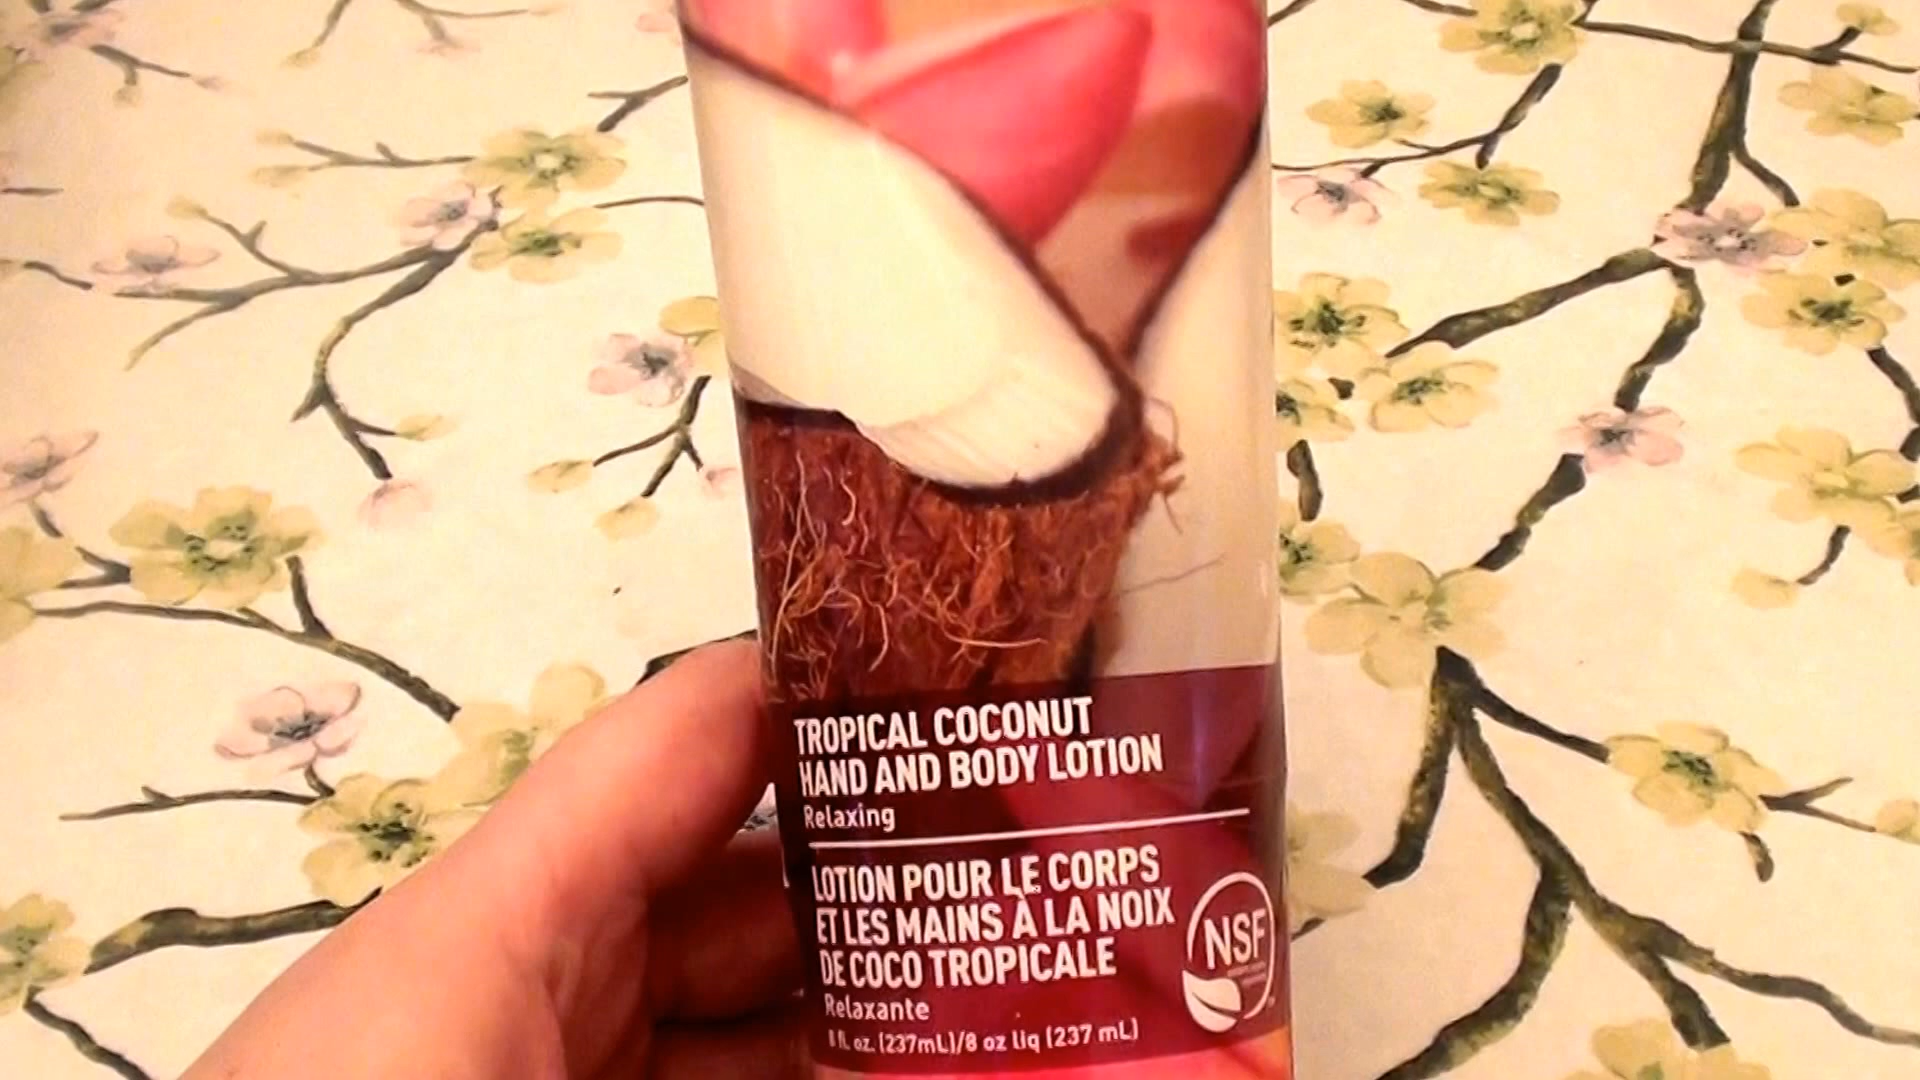 TROPICAL COCONUT
HAND AND BODY LOTION
Relaxing
LOTION POUR LE CORPS
ET LES MAINS À LA NOIX
DE COCO TROPICALE
Relaxante
8 fl. oz. (237mL)/8 oz liq (237 mL)
NSF